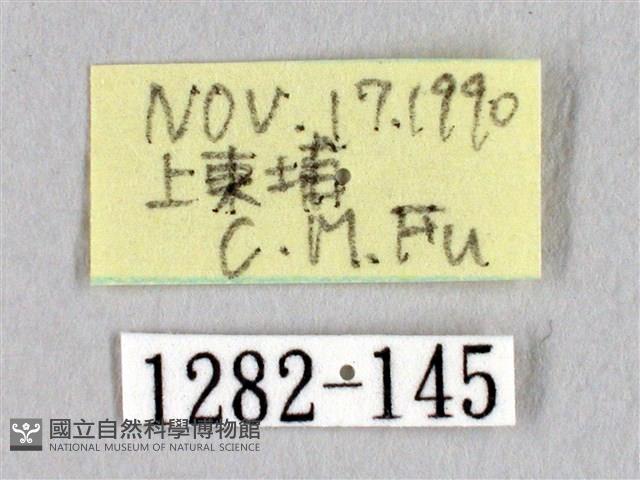 NOV. 17. 1990
上東埔
C. M. Fu
1282-145
國立自然科學博物館
NATIONAL MUSEUM OF NATURAL SCIENCE